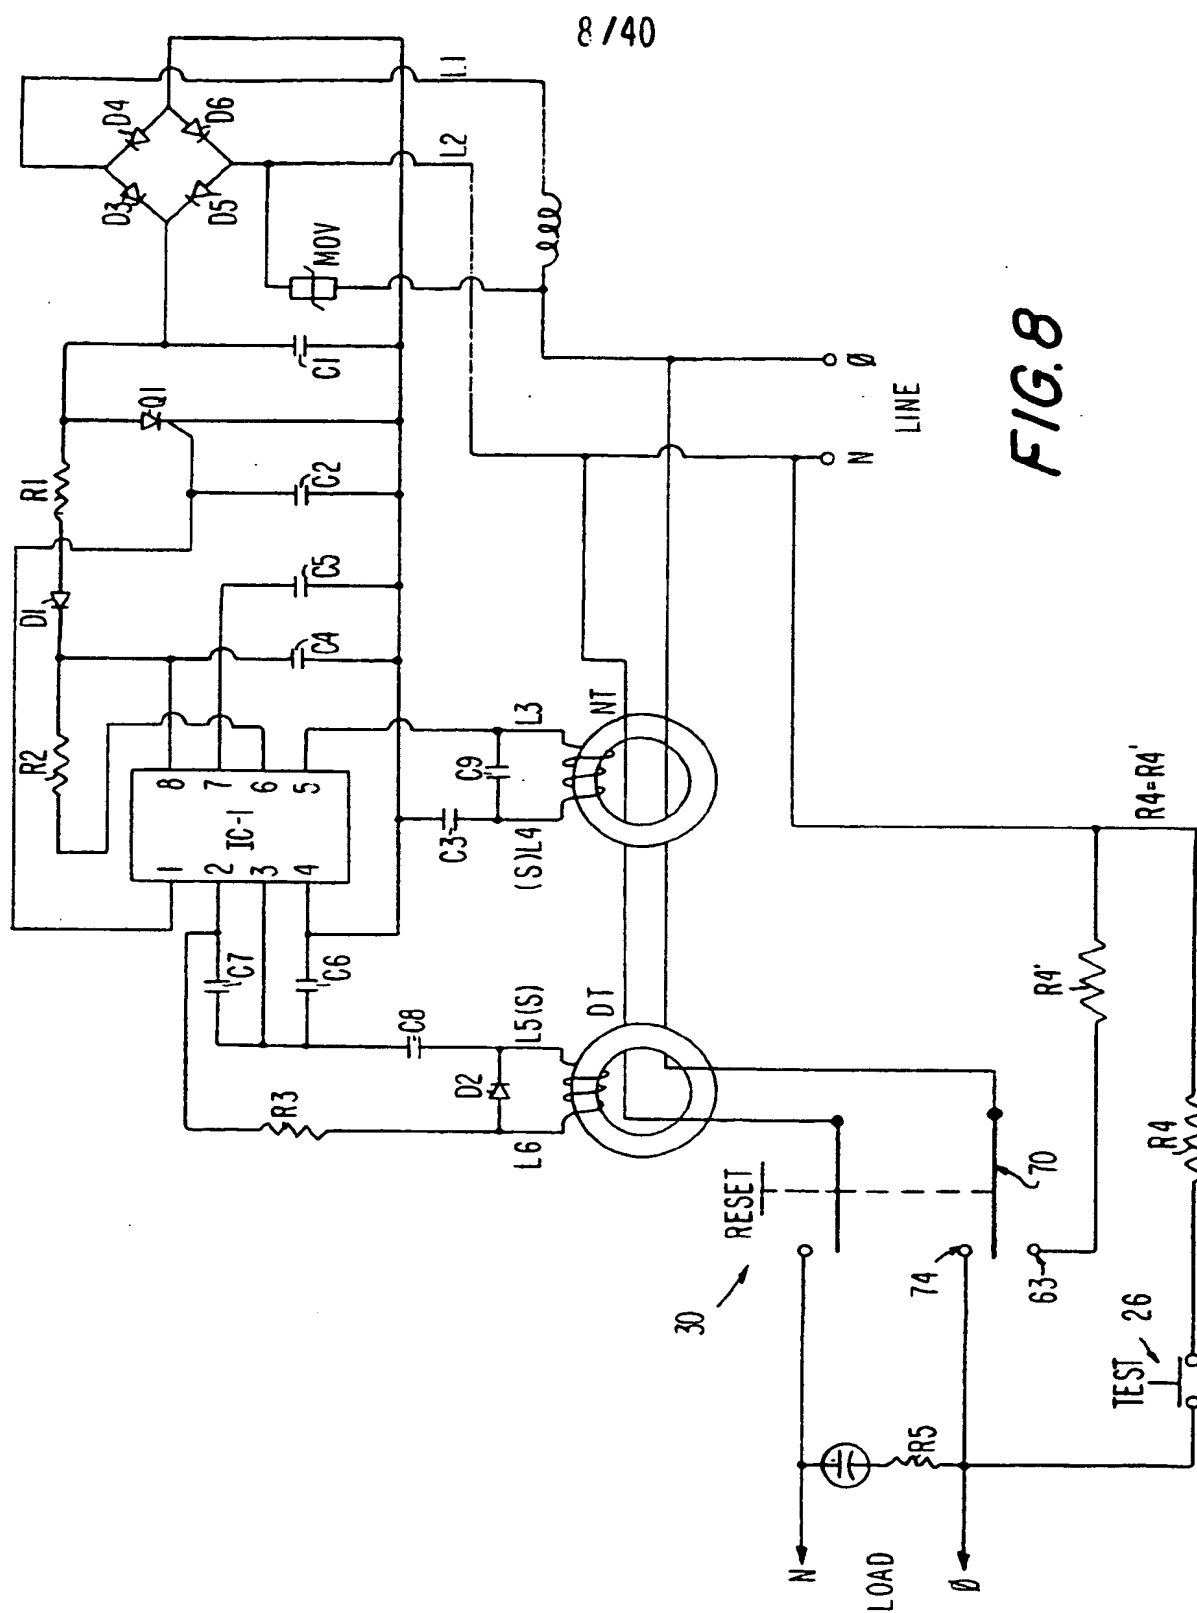 8/40
L1
L2
D4
D6
D3
D5
MOV
C1
Q1
R1
C2
C5
D1
C4
R2
IC-1
8
7
6
5
1
2
3
4
C7
C6
R3
C8
D2
L5(S)
L6
DT
C3
C9
(S)L4
L3
NT
LINE
N
Ø
FIG. 8
R4=R4'
R4'
R4
RESET
30
70
74
63
TEST
26
R5
N
LOAD
Ø